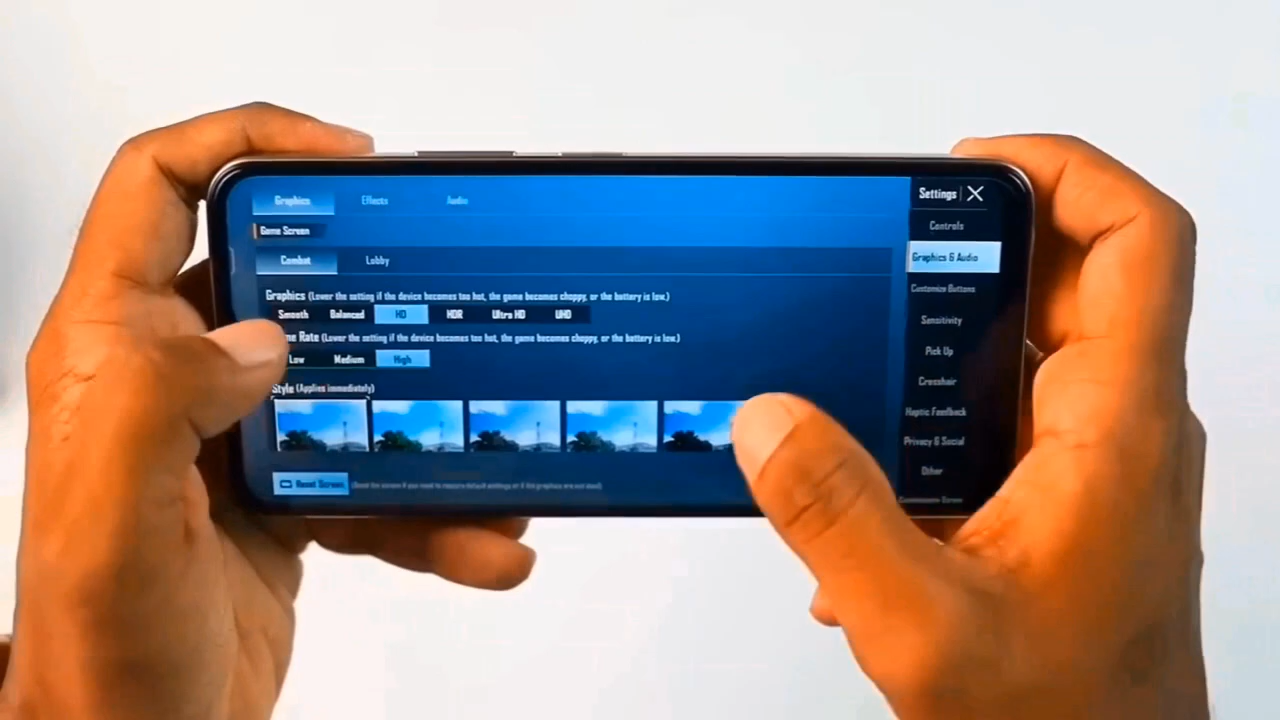 Graphics Effects Audio
Game Screen
Combat Lobby
Graphics (Lower the setting if the device becomes too hot, the game becomes choppy, or the battery is low.)
Smooth Balanced HD HDR Ultra HD UHD
me Rate (Lower the setting if the device becomes too hot, the game becomes choppy, or the battery is low.)
Low Medium High
Style (Applies immediately)
Reset Screen
Settings
Controls
Graphics & Audio
Customize Buttons
Sensitivity
Pick Up
Crosshair
Haptic Feedback
Privacy & Social
Other